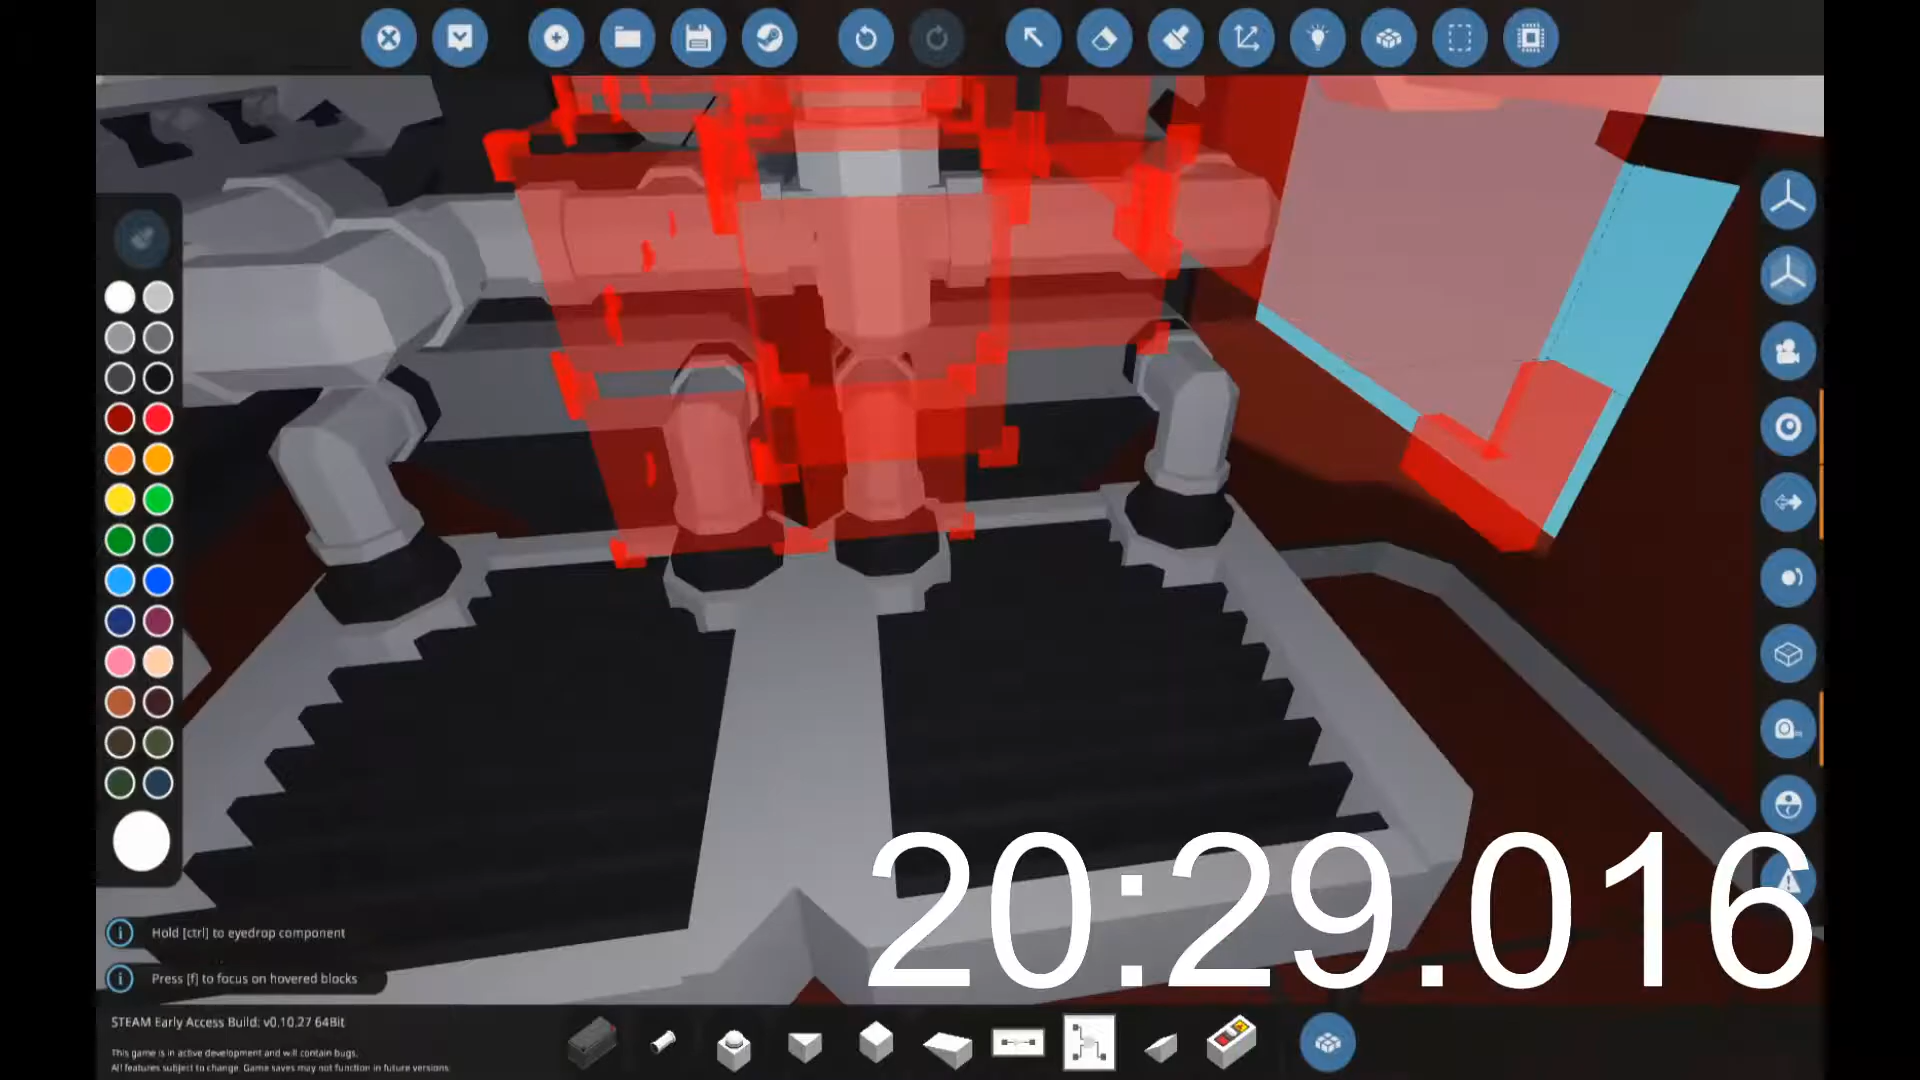 20:29.016
Hold [ctrl] to eyedrop component
Press [f] to focus on hovered blocks
STEAM Early Access Build: v0.10.27 64Bit
This game is in active development and will contain bugs.
All features subject to change. Game saves may not function in future versions.